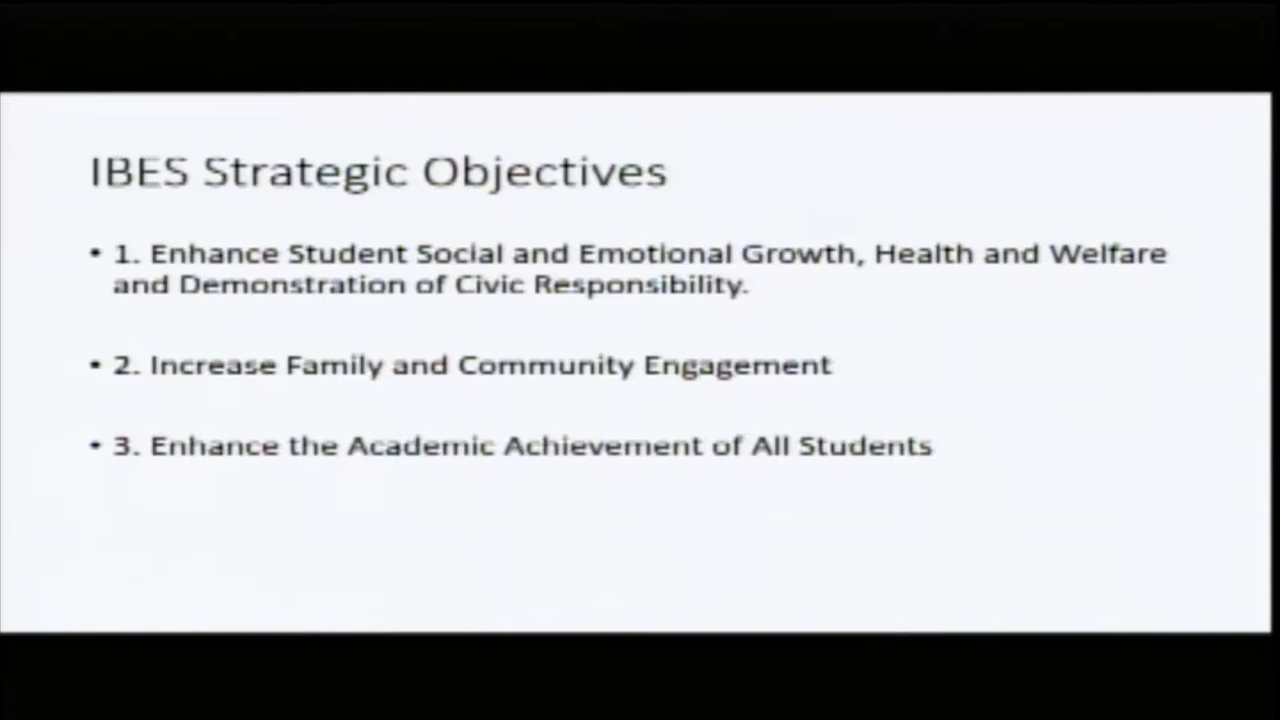 IBES Strategic Objectives
• 1. Enhance Student Social and Emotional Growth, Health and Welfare
and Demonstration of Civic Responsibility.
• 2. Increase Family and Community Engagement
• 3. Enhance the Academic Achievement of All Students